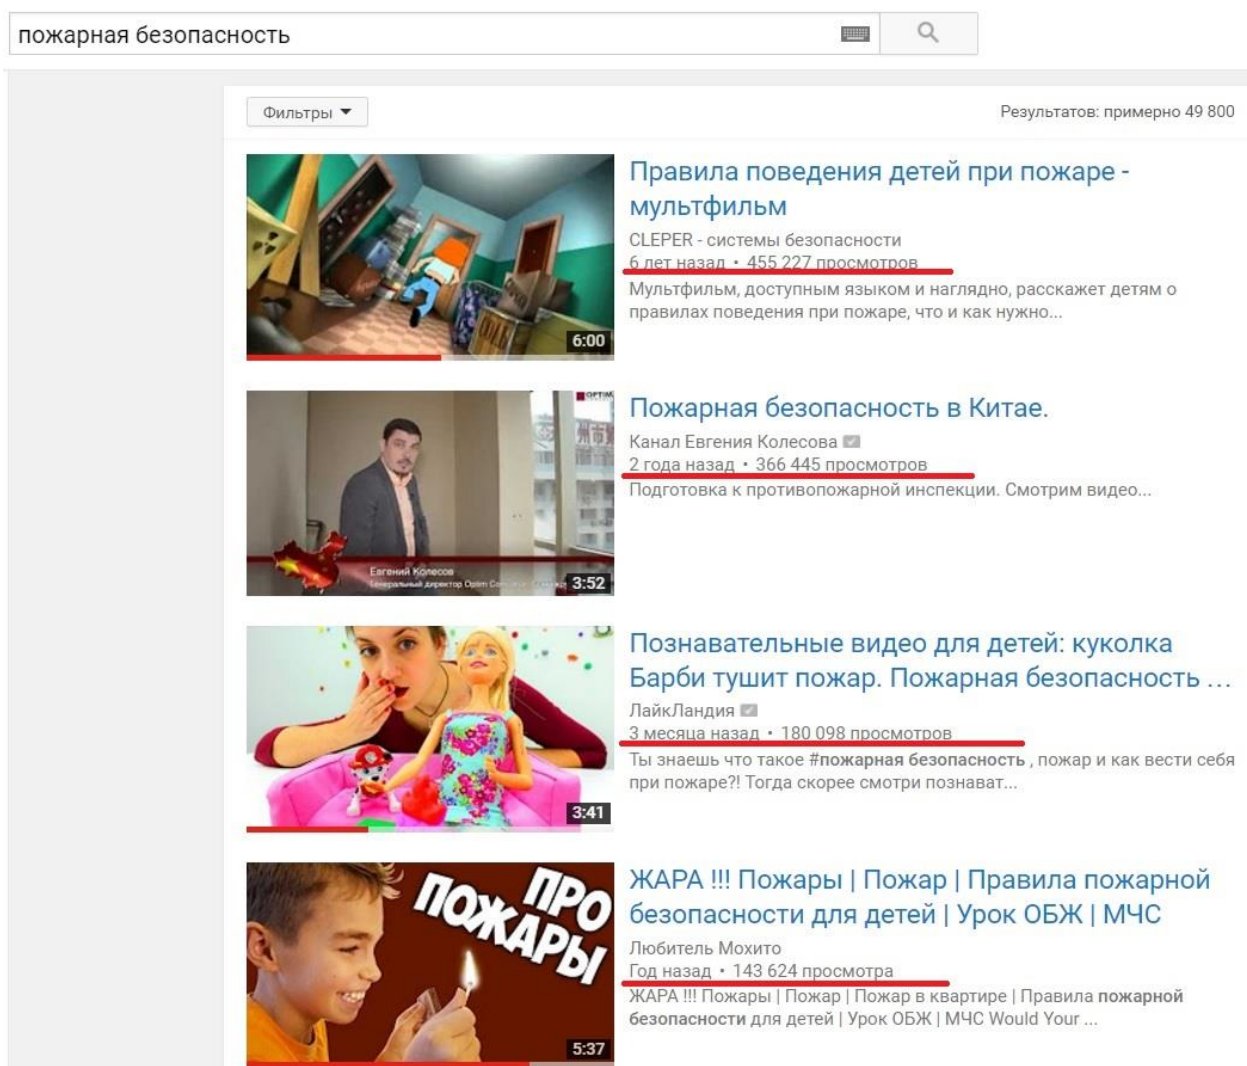 пожарная безопасность
Фильтры
Результатов: примерно 49 800
6:00
Правила поведения детей при пожаре -
мультфильм
CLEPER - системы безопасности
6 лет назад • 455 227 просмотров
Мультфильм, доступным языком и наглядно, расскажет детям о
правилах поведения при пожаре, что и как нужно...
OPTIM
Евгений Колесов
Генеральный директор Optim
3:52
Пожарная безопасность в Китае.
Канал Евгения Колесова
2 года назад • 366 445 просмотров
Подготовка к противопожарной инспекции. Смотрим видео...
3:41
Познавательные видео для детей: куколка
Барби тушит пожар. Пожарная безопасность ...
ЛайкЛандия
3 месяца назад • 180 098 просмотров
Ты знаешь что такое #пожарная безопасность , пожар и как вести себя
при пожаре?! Тогда скорее смотри познават...
ПРО
ПОЖАРЫ
5:37
ЖАРА !!! Пожары | Пожар | Правила пожарной
безопасности для детей | Урок ОБЖ | МЧС
Любитель Мохито
Год назад • 143 624 просмотра
ЖАРА !!! Пожары | Пожар | Пожар в квартире | Правила пожарной
безопасности для детей | Урок ОБЖ | МЧС Would Your ...